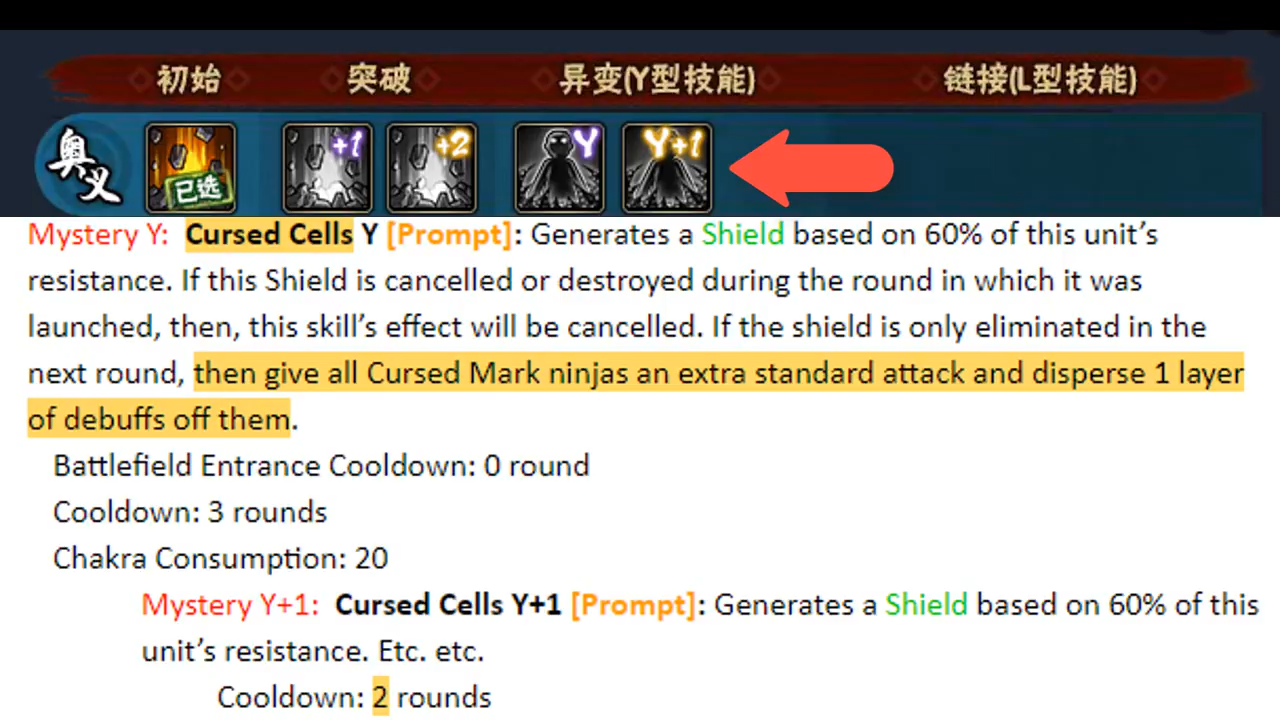 初始 突破 异变(Y型技能) 链接(L型技能)
奥义 已选 +1 +2 Y Y+1
Mystery Y: Cursed Cells Y [Prompt]: Generates a Shield based on 60% of this unit’s
resistance. If this Shield is cancelled or destroyed during the round in which it was
launched, then, this skill’s effect will be cancelled. If the shield is only eliminated in the
next round, then give all Cursed Mark ninjas an extra standard attack and disperse 1 layer
of debuffs off them.
Battlefield Entrance Cooldown: 0 round
Cooldown: 3 rounds
Chakra Consumption: 20
Mystery Y+1: Cursed Cells Y+1 [Prompt]: Generates a Shield based on 60% of this
unit’s resistance. Etc. etc.
Cooldown: 2 rounds